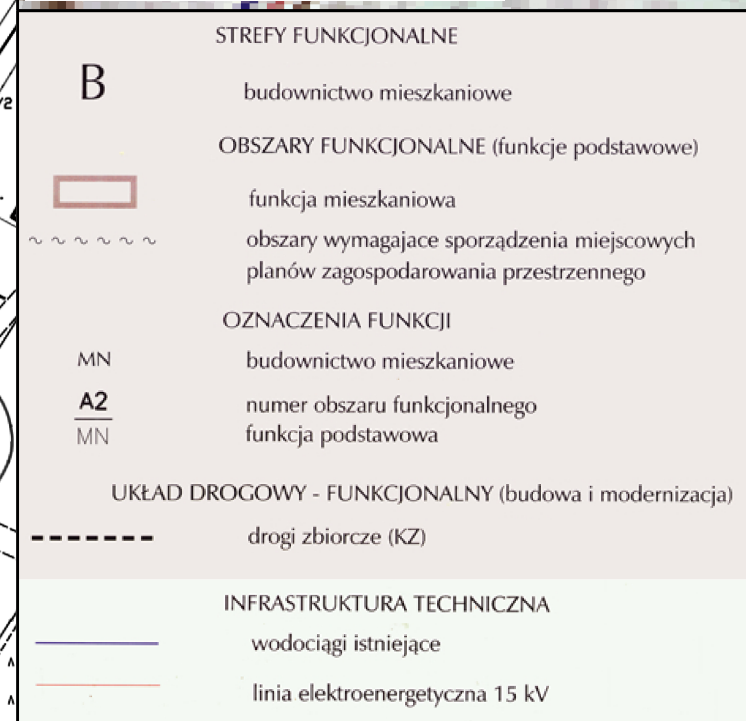 STREFY FUNKCJONALNE
B budownictwo mieszkaniowe
OBSZARY FUNKCJONALNE (funkcje podstawowe)
funkcja mieszkaniowa
obszary wymagajace sporządzenia miejscowych
planów zagospodarowania przestrzennego
OZNACZENIA FUNKCJI
MN budownictwo mieszkaniowe
A2 numer obszaru funkcjonalnego
MN funkcja podstawowa
UKŁAD DROGOWY - FUNKCJONALNY (budowa i modernizacja)
drogi zbiorcze (KZ)
INFRASTRUKTURA TECHNICZNA
wodociągi istniejące
linia elektroenergetyczna 15 kV